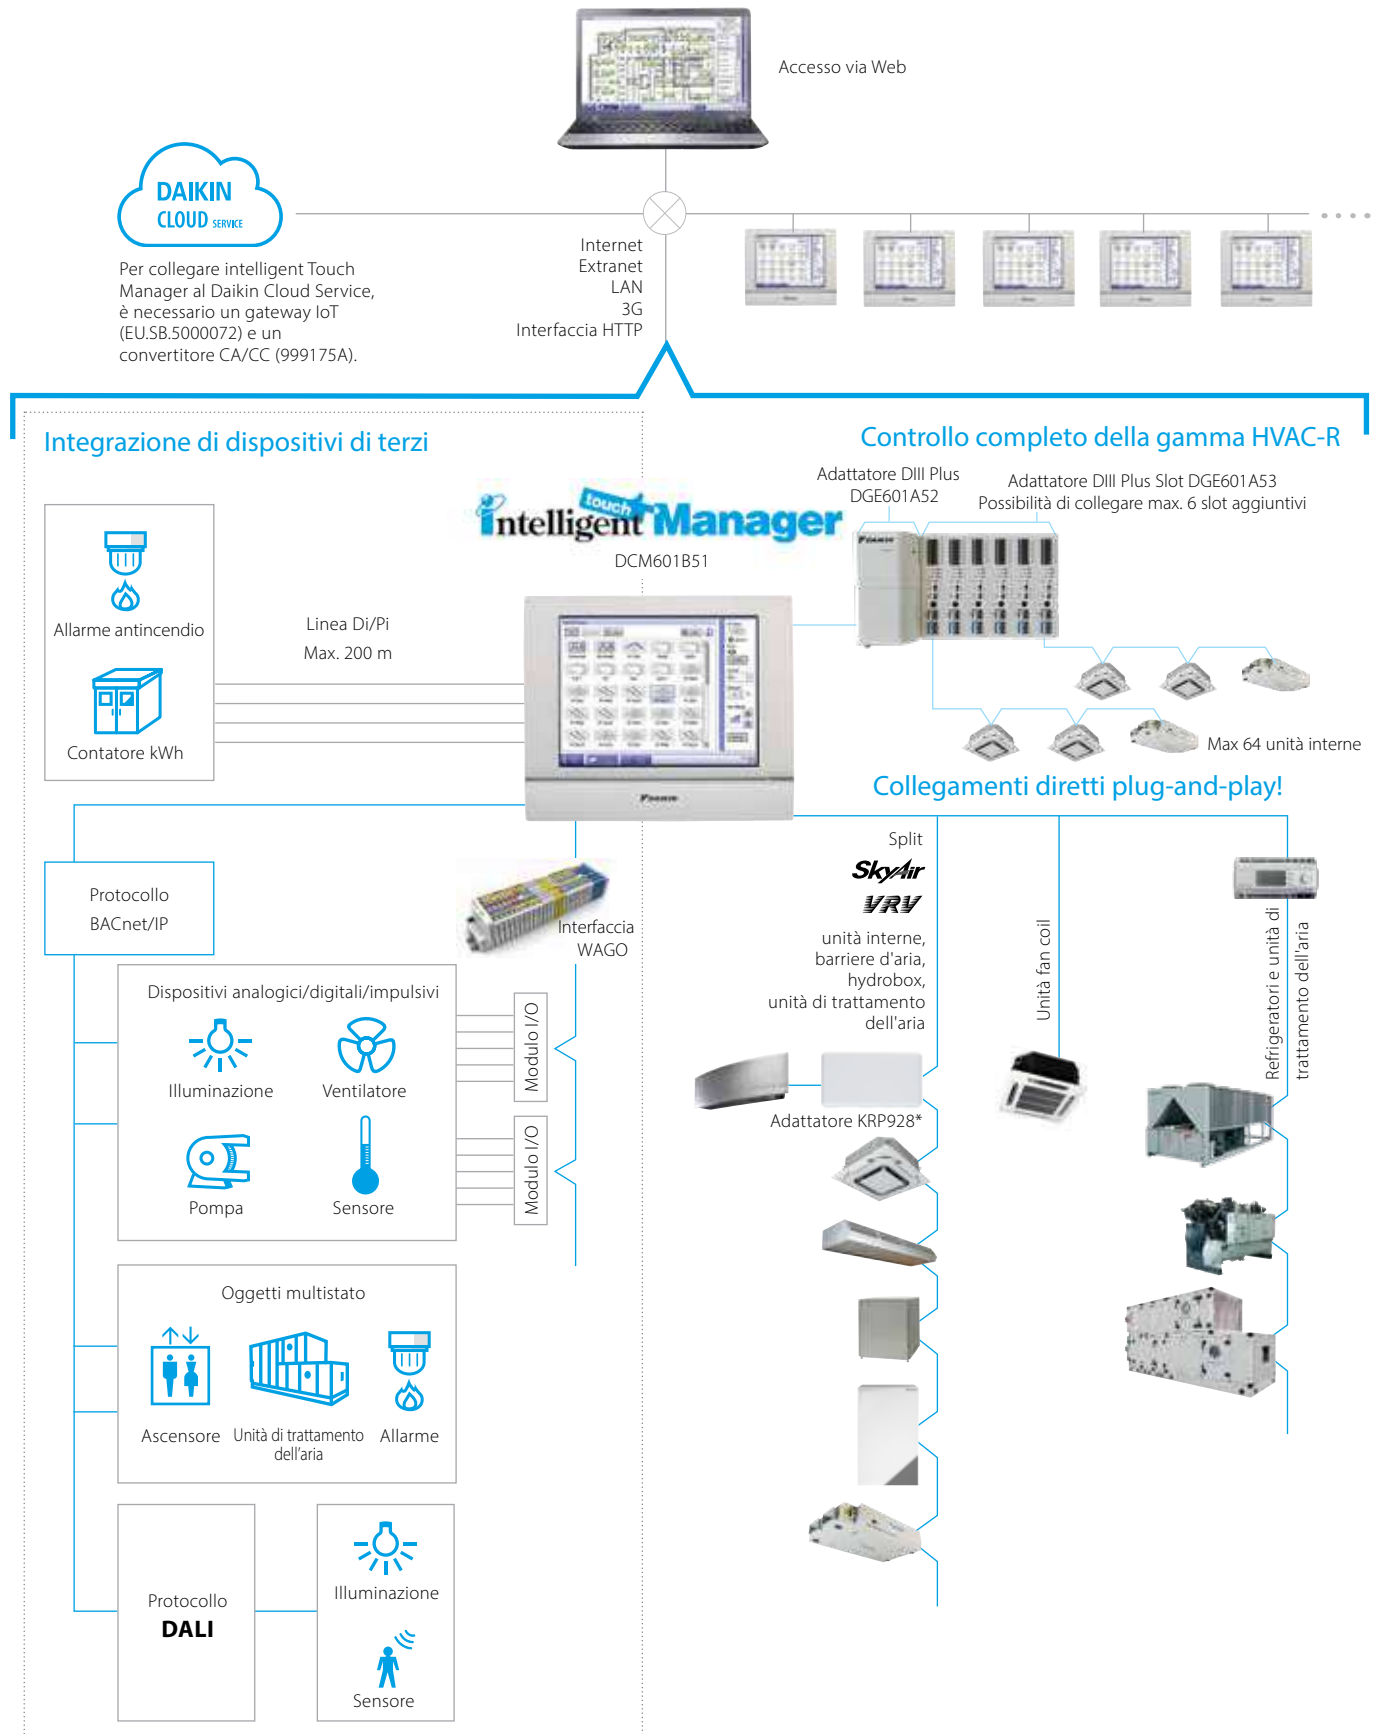 Accesso via Web
DAIKIN
CLOUD SERVICE
Per collegare intelligent Touch
Manager al Daikin Cloud Service,
è necessario un gateway IoT
(EU.SB.5000072) e un
convertitore CA/CC (999175A).
Internet
Extranet
LAN
3G
Interfaccia HTTP
Integrazione di dispositivi di terzi
Controllo completo della gamma HVAC-R
Adattatore DIII Plus
DGE601A52
Adattatore DIII Plus Slot DGE601A53
Possibilità di collegare max. 6 slot aggiuntivi
intelligent touch Manager
DCM601B51
DAIKIN
Allarme antincendio
Contatore kWh
Linea Di/Pi
Max. 200 m
DAIKIN
Max 64 unità interne
Collegamenti diretti plug-and-play!
Protocollo
BACnet/IP
Interfaccia
WAGO
Dispositivi analogici/digitali/impulsivi
Illuminazione
Ventilatore
Pompa
Sensore
Modulo I/O
Modulo I/O
Oggetti multistato
Ascensore
Unità di trattamento
dell'aria
Allarme
Protocollo
DALI
Illuminazione
Sensore
Split
SkyAir
VRV
unità interne,
barriere d'aria,
hydrobox,
unità di trattamento
dell'aria
Adattatore KRP928*
Unità fan coil
Refrigeratori e unità di
trattamento dell'aria